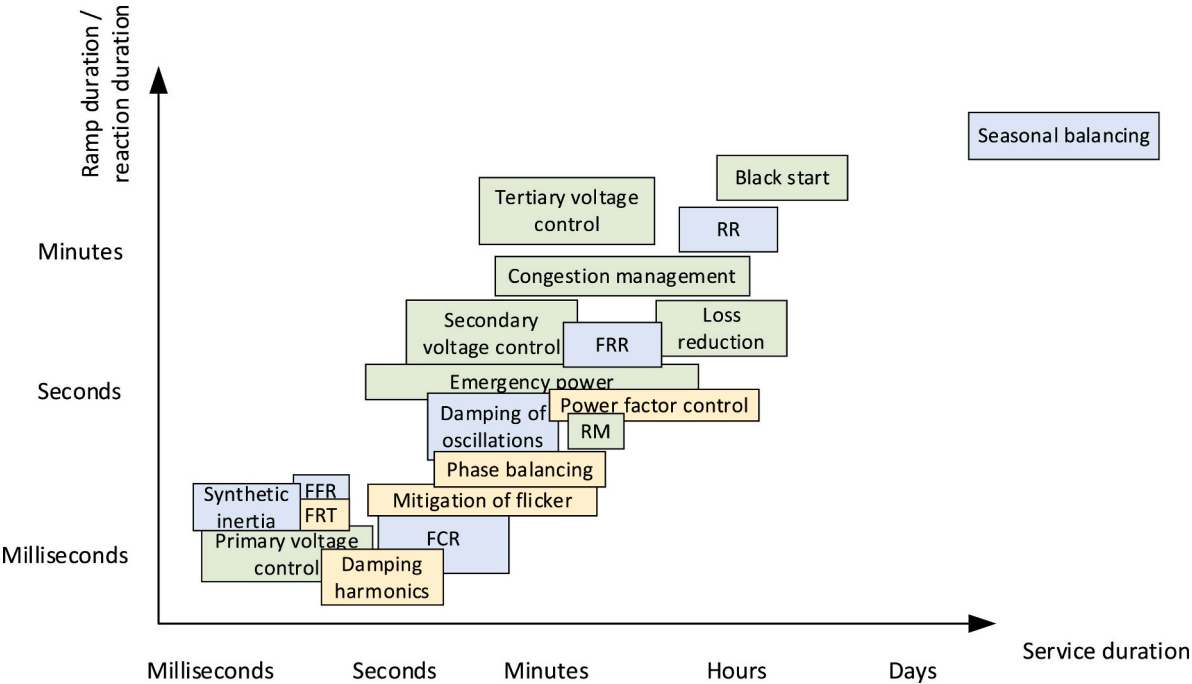 Ramp duration /
reaction duration
Seasonal balancing
Black start
Tertiary voltage
control
RR
Minutes
Congestion management
Secondary
voltage control
FRR
Loss
reduction
Seconds
Emergency power
Power factor control
Damping of
oscillations
RM
Phase balancing
Synthetic
inertia
FFR
FRT
Mitigation of flicker
Primary voltage
control
FCR
Milliseconds
Damping
harmonics
Service duration
Milliseconds
Seconds
Minutes
Hours
Days